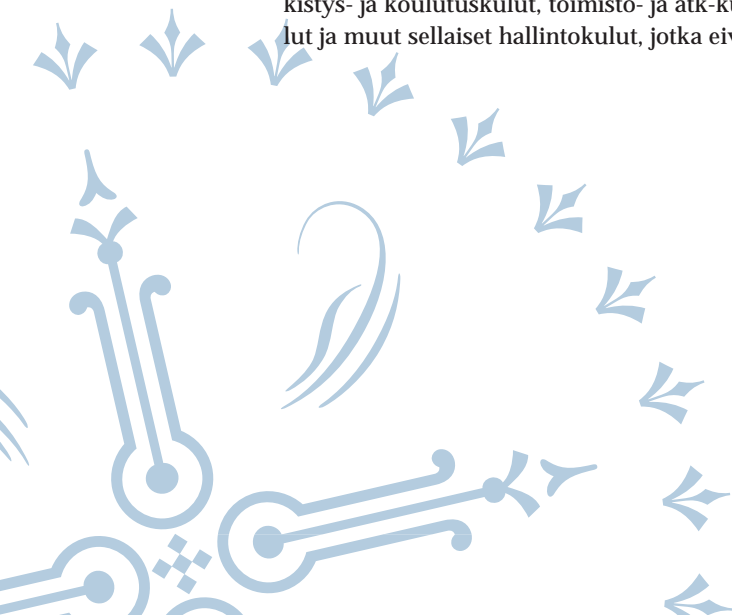 kistys- ja koulutuskulut, toimisto- ja atk-ku
lut ja muut sellaiset hallintokulut, jotka eiv